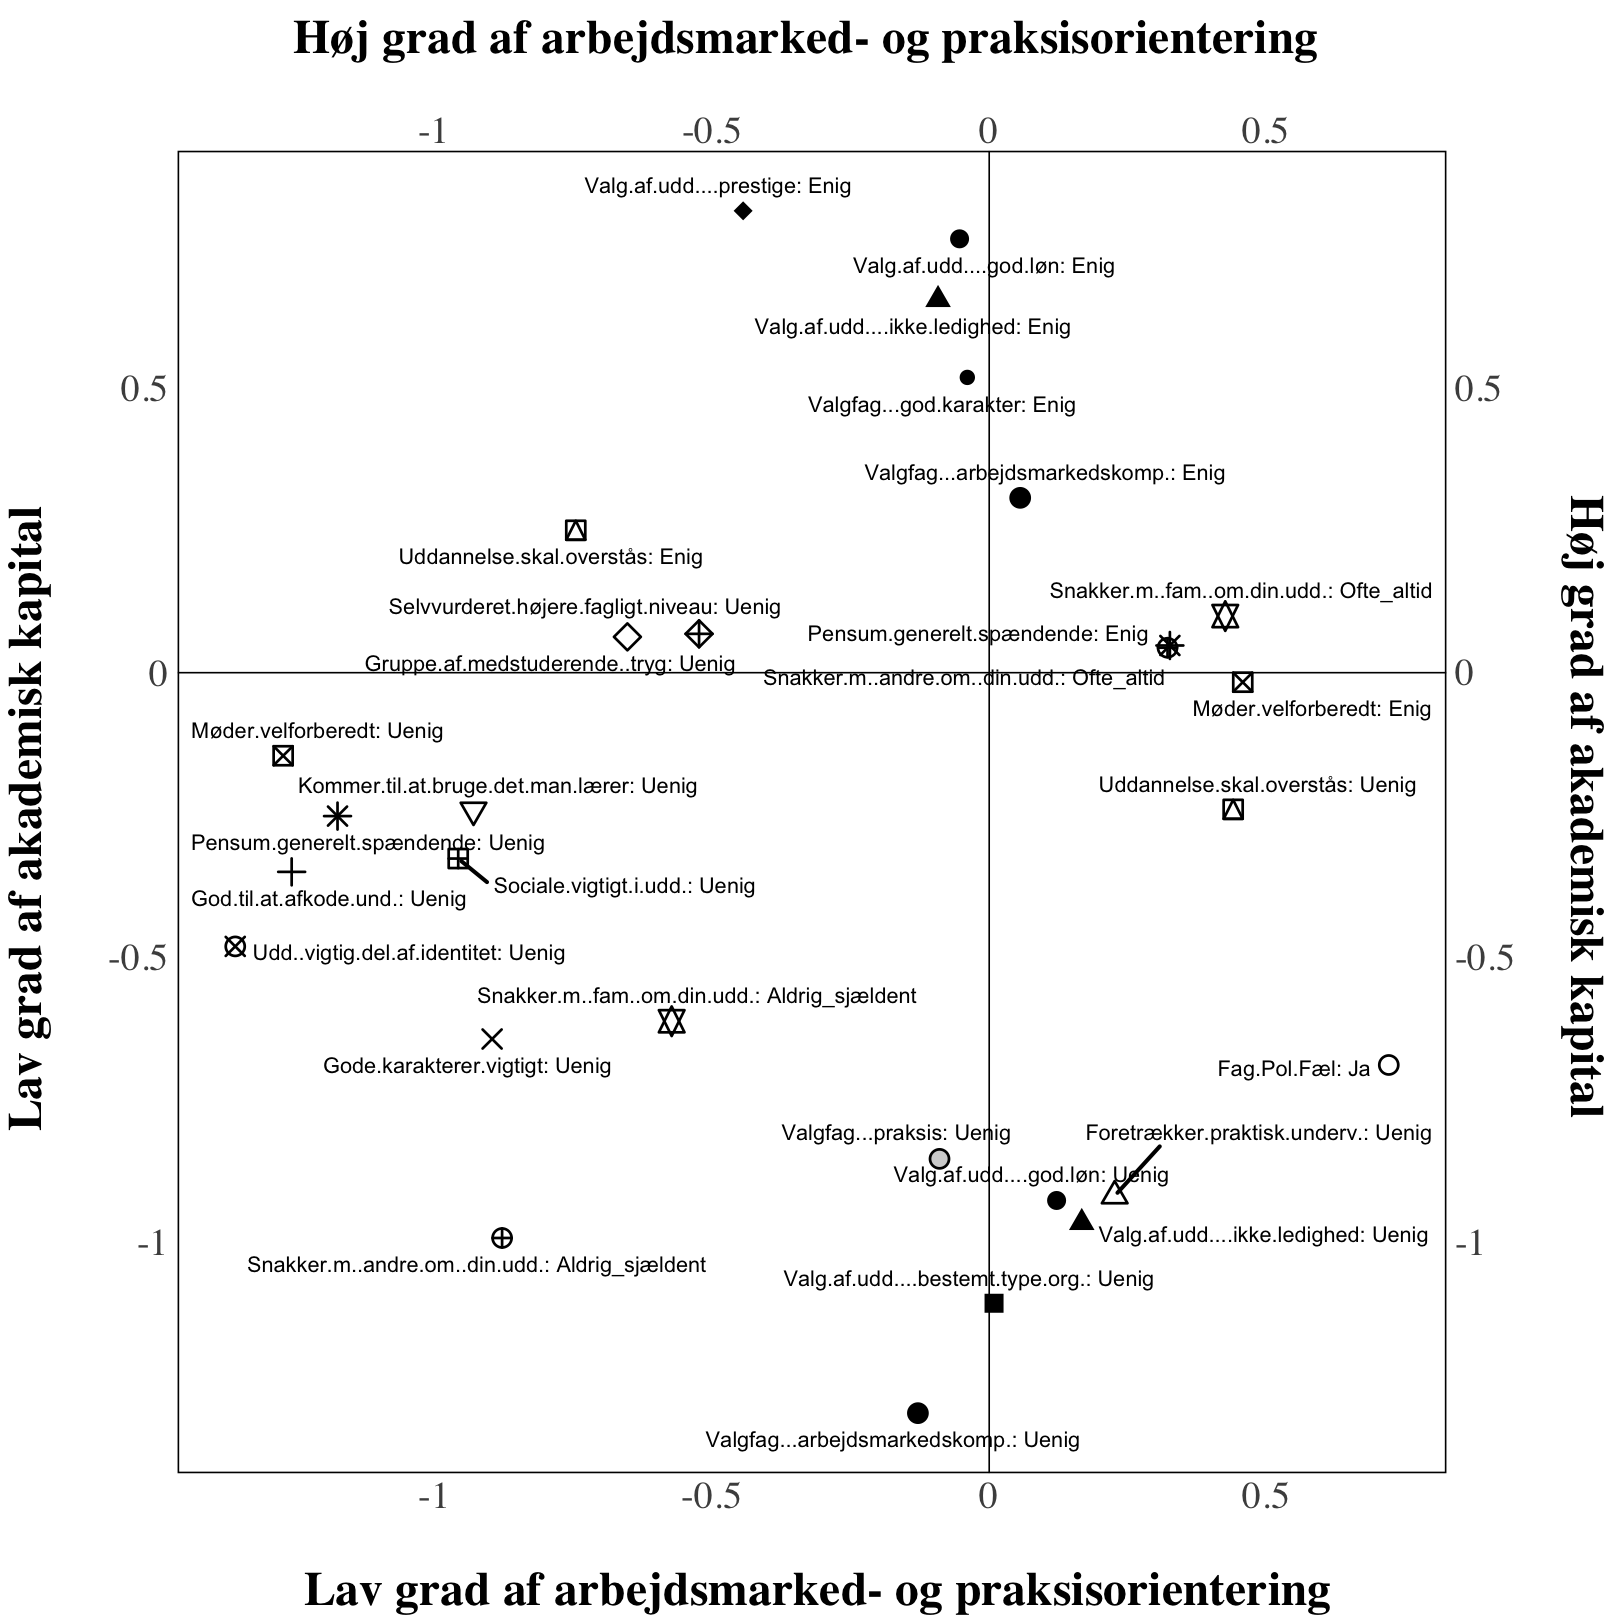 Høj grad af arbejdsmarked- og praksisorientering
-1 -0.5 0 0.5
Valg.af.udd....prestige: Enig
Valg.af.udd....god.løn: Enig
Valg.af.udd....ikke.ledighed: Enig
0.5 0.5
Valgfag...god.karakter: Enig
Valgfag...arbejdsmarkedskomp.: Enig
Uddannelse.skal.overstås: Enig
Snakker.m..fam..om.din.udd.: Ofte_altid
Selvvurderet.højere.fagligt.niveau: Uenig
Pensum.generelt.spændende: Enig
Gruppe.af.medstuderende..tryg: Uenig
0 0
Snakker.m..andre.om..din.udd.: Ofte_altid
Møder.velforberedt: Enig
Møder.velforberedt: Uenig
Kommer.til.at.bruge.det.man.lærer: Uenig
Uddannelse.skal.overstås: Uenig
Pensum.generelt.spændende: Uenig
Sociale.vigtigt.i.udd.: Uenig
God.til.at.afkode.und.: Uenig
Udd..vigtig.del.af.identitet: Uenig
-0.5 -0.5
Snakker.m..fam..om.din.udd.: Aldrig_sjældent
Gode.karakterer.vigtigt: Uenig
Fag.Pol.Fæl: Ja
Valgfag...praksis: Uenig
Foretrækker.praktisk.underv.: Uenig
Valg.af.udd....god.løn: Uenig
Valg.af.udd....ikke.ledighed: Uenig
-1 -1
Snakker.m..andre.om..din.udd.: Aldrig_sjældent
Valg.af.udd....bestemt.type.org.: Uenig
Valgfag...arbejdsmarkedskomp.: Uenig
-1 -0.5 0 0.5
Lav grad af arbejdsmarked- og praksisorientering
Lav grad af akademisk kapital
Høj grad af akademisk kapital